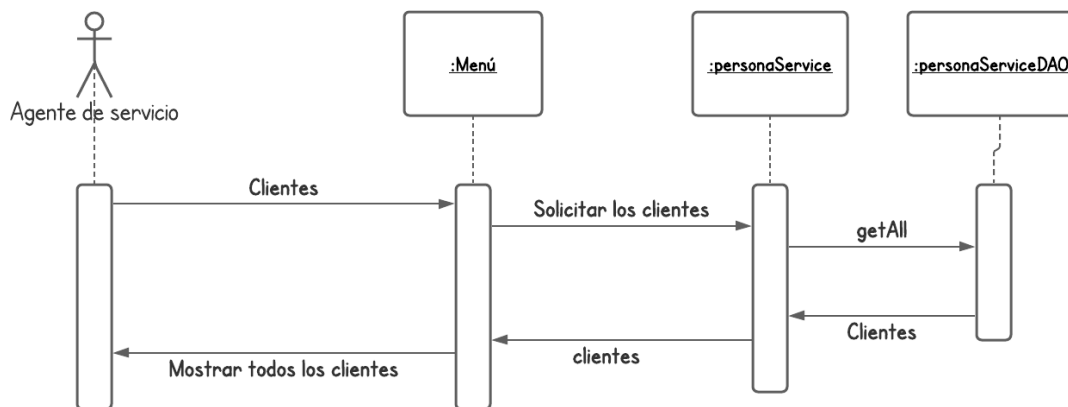 :Menú
:personaService
:personaServiceDAO
Agente de servicio
Clientes
Solicitar los clientes
getAll
Clientes
clientes
Mostrar todos los clientes